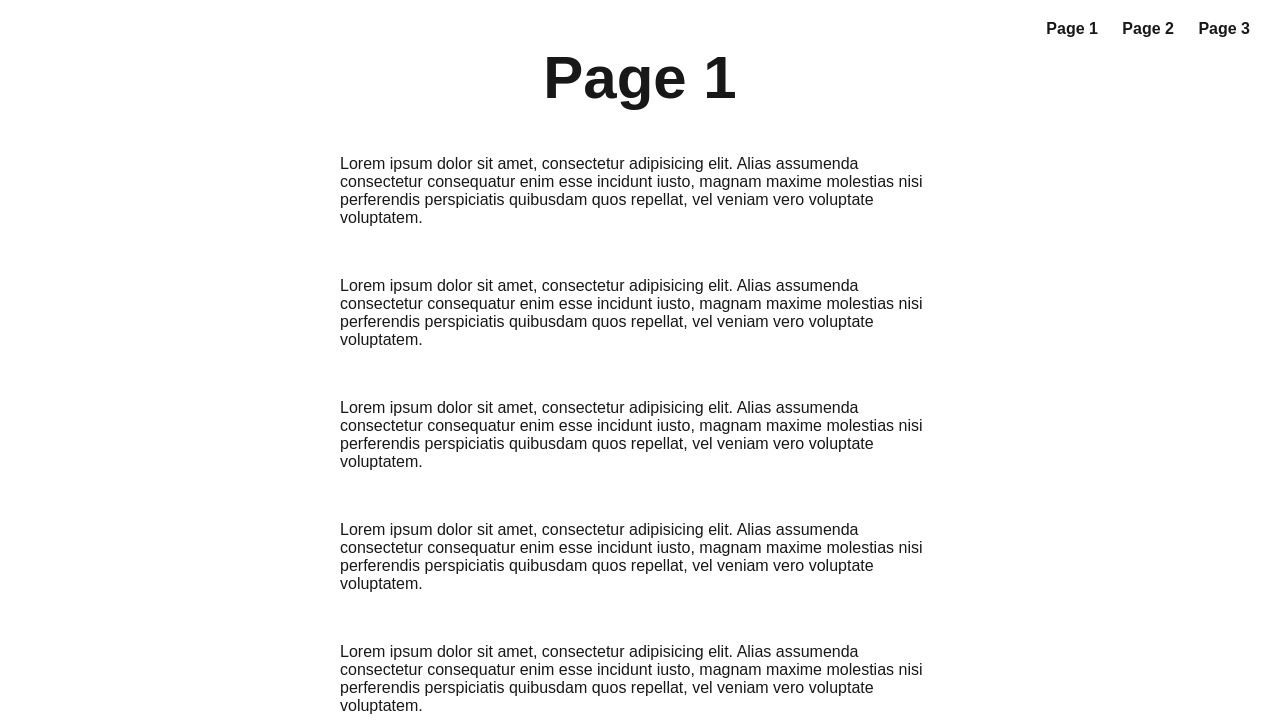 Page 1 Page 2 Page 3
Page 1
Lorem ipsum dolor sit amet, consectetur adipisicing elit. Alias assumenda
consectetur consequatur enim esse incidunt iusto, magnam maxime molestias nisi
perferendis perspiciatis quibusdam quos repellat, vel veniam vero voluptate
voluptatem.
Lorem ipsum dolor sit amet, consectetur adipisicing elit. Alias assumenda
consectetur consequatur enim esse incidunt iusto, magnam maxime molestias nisi
perferendis perspiciatis quibusdam quos repellat, vel veniam vero voluptate
voluptatem.
Lorem ipsum dolor sit amet, consectetur adipisicing elit. Alias assumenda
consectetur consequatur enim esse incidunt iusto, magnam maxime molestias nisi
perferendis perspiciatis quibusdam quos repellat, vel veniam vero voluptate
voluptatem.
Lorem ipsum dolor sit amet, consectetur adipisicing elit. Alias assumenda
consectetur consequatur enim esse incidunt iusto, magnam maxime molestias nisi
perferendis perspiciatis quibusdam quos repellat, vel veniam vero voluptate
voluptatem.
Lorem ipsum dolor sit amet, consectetur adipisicing elit. Alias assumenda
consectetur consequatur enim esse incidunt iusto, magnam maxime molestias nisi
perferendis perspiciatis quibusdam quos repellat, vel veniam vero voluptate
voluptatem.